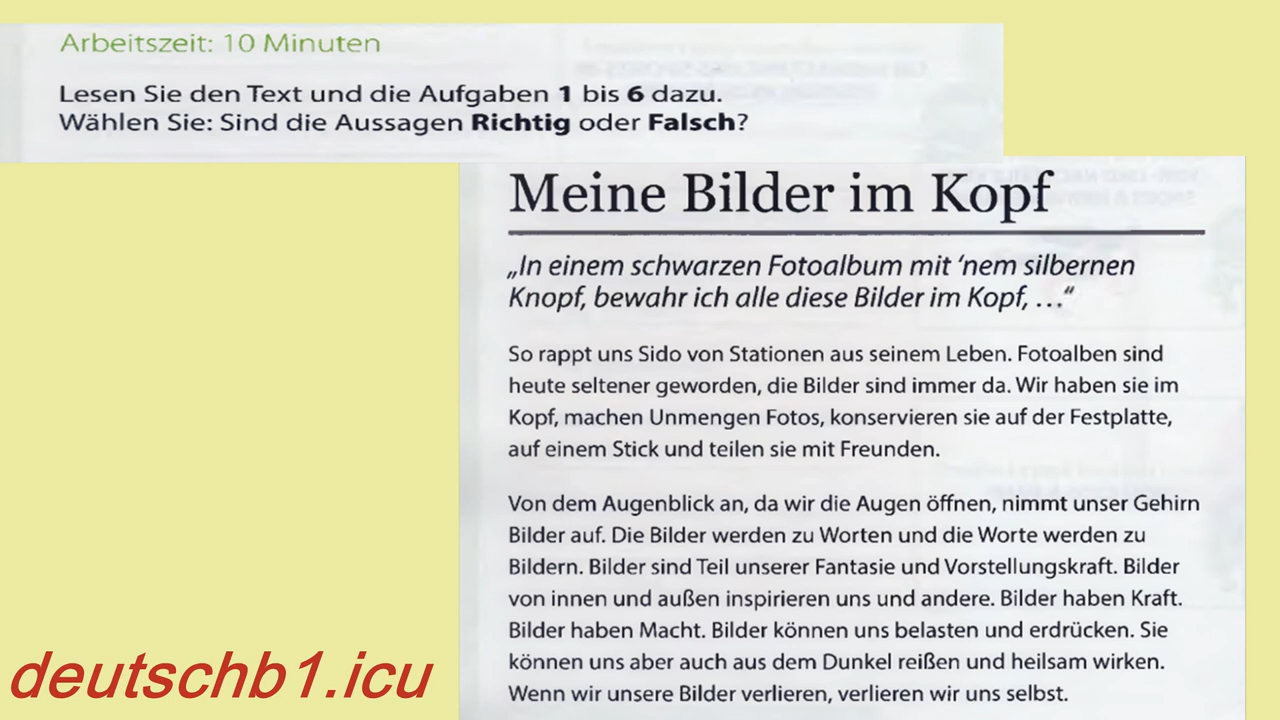 Arbeitszeit: 10 Minuten
Lesen Sie den Text und die Aufgaben 1 bis 6 dazu.
Wählen Sie: Sind die Aussagen Richtig oder Falsch?
Meine Bilder im Kopf
„In einem schwarzen Fotoalbum mit ‘nem silbernen
Knopf, bewahr ich alle diese Bilder im Kopf, …“
So rappt uns Sido von Stationen aus seinem Leben. Fotoalben sind
heute seltener geworden, die Bilder sind immer da. Wir haben sie im
Kopf, machen Unmengen Fotos, konservieren sie auf der Festplatte,
auf einem Stick und teilen sie mit Freunden.
Von dem Augenblick an, da wir die Augen öffnen, nimmt unser Gehirn
Bilder auf. Die Bilder werden zu Worten und die Worte werden zu
Bildern. Bilder sind Teil unserer Fantasie und Vorstellungskraft. Bilder
von innen und außen inspirieren uns und andere. Bilder haben Kraft.
Bilder haben Macht. Bilder können uns belasten und erdrücken. Sie
können uns aber auch aus dem Dunkel reißen und heilsam wirken.
Wenn wir unsere Bilder verlieren, verlieren wir uns selbst.
deutschb1.icu